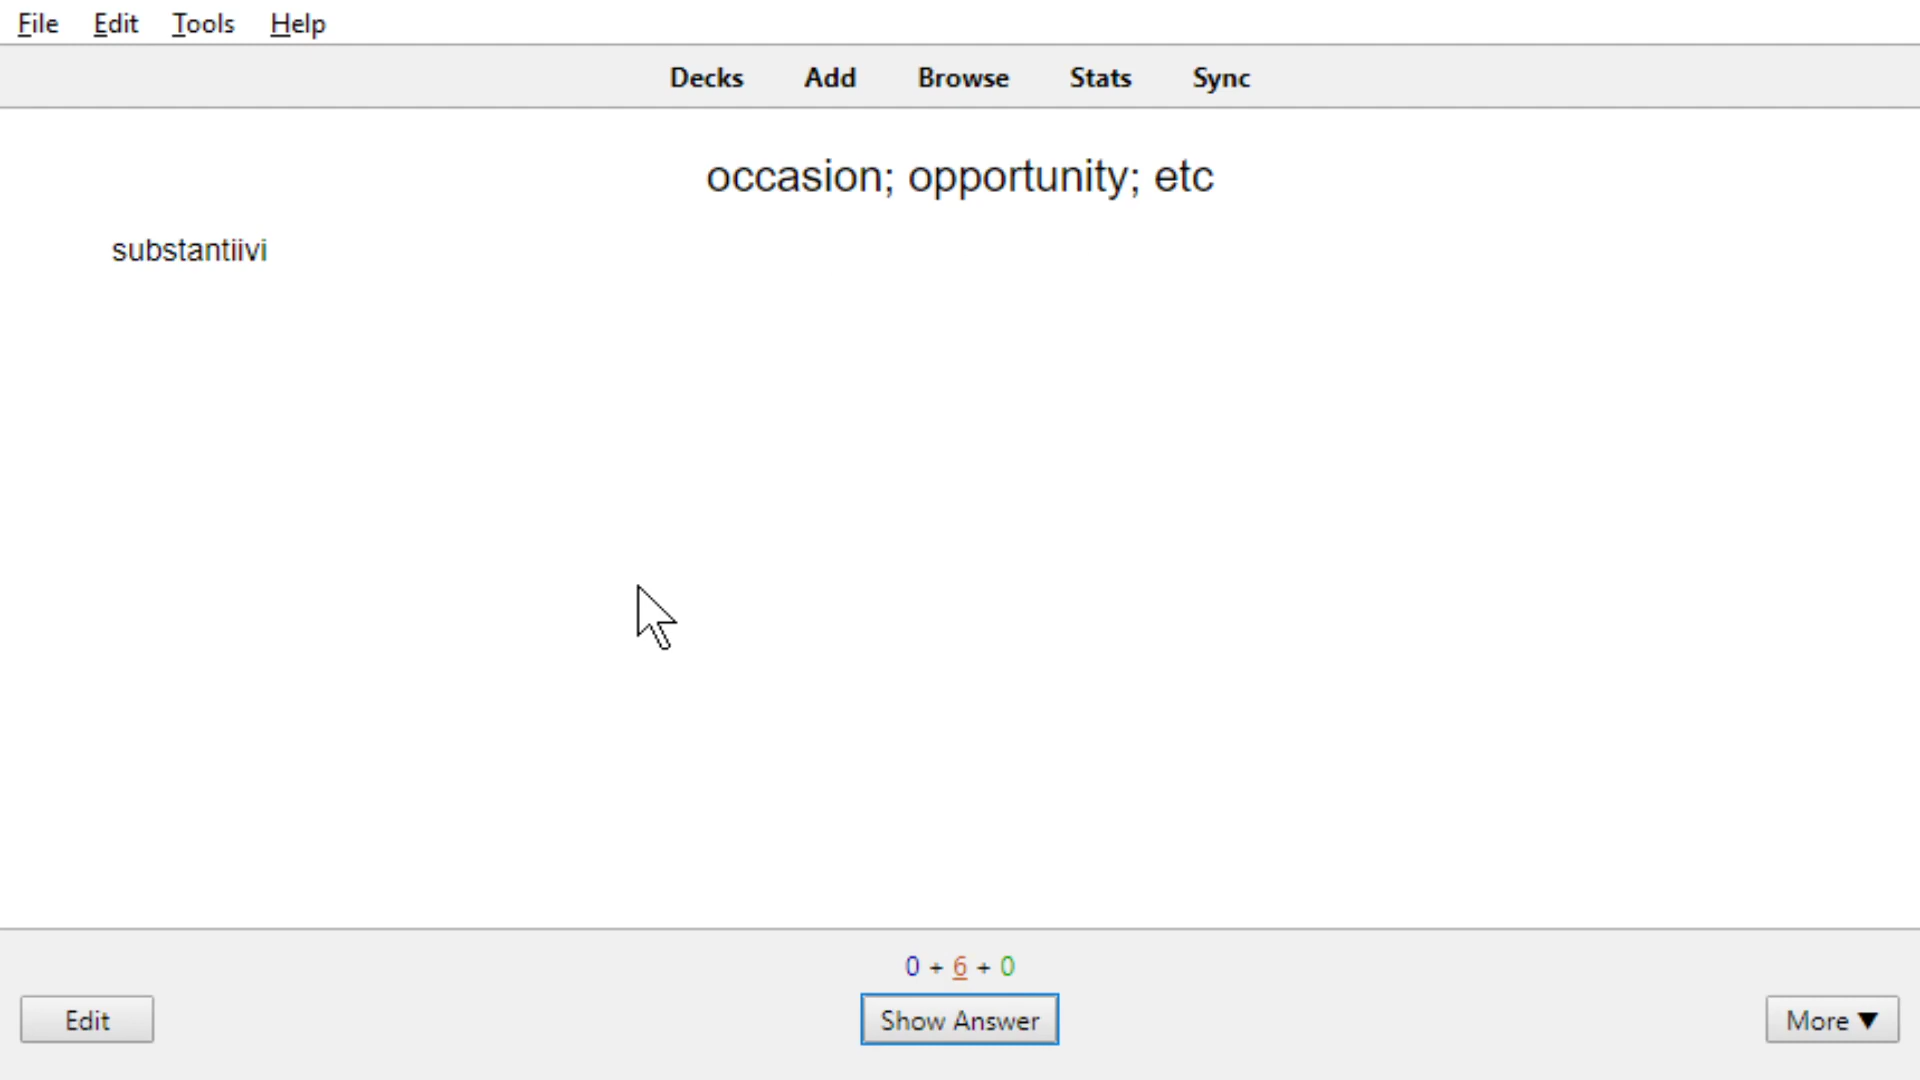 File Edit Tools Help
Decks Add Browse Stats Sync
occasion; opportunity; etc
substantiivi
0 + 6 + 0
Edit Show Answer More ▼